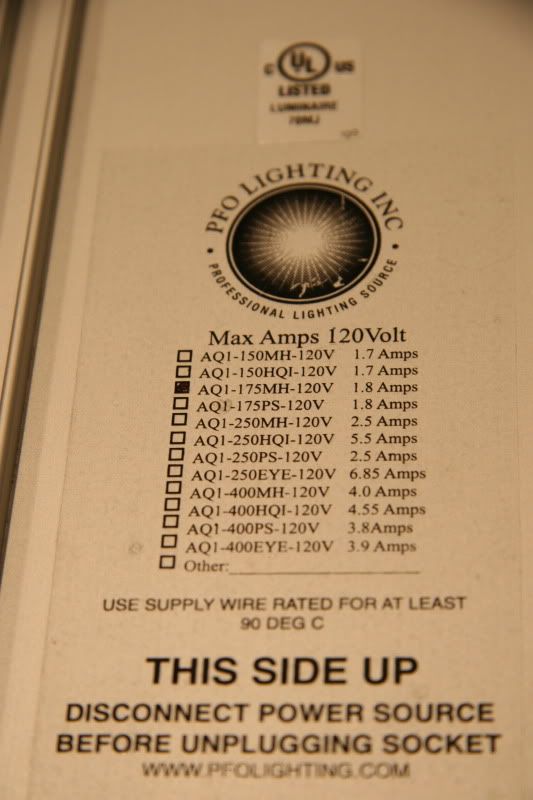 C UL US
LISTED
LUMINAIRE
78MJ
PFO LIGHTING INC
PROFESSIONAL LIGHTING SOURCE
Max Amps 120Volt
AQ1-150MH-120V 1.7 Amps
AQ1-150HQI-120V 1.7 Amps
AQ1-175MH-120V 1.8 Amps
AQ1-175PS-120V 1.8 Amps
AQ1-250MH-120V 2.5 Amps
AQ1-250HQI-120V 5.5 Amps
AQ1-250PS-120V 2.5 Amps
AQ1-250EYE-120V 6.85 Amps
AQ1-400MH-120V 4.0 Amps
AQ1-400HQI-120V 4.55 Amps
AQ1-400PS-120V 3.8Amps
AQ1-400EYE-120V 3.9 Amps
Other:
USE SUPPLY WIRE RATED FOR AT LEAST
90 DEG C
THIS SIDE UP
DISCONNECT POWER SOURCE
BEFORE UNPLUGGING SOCKET
WWW.PFOLIGHTING.COM